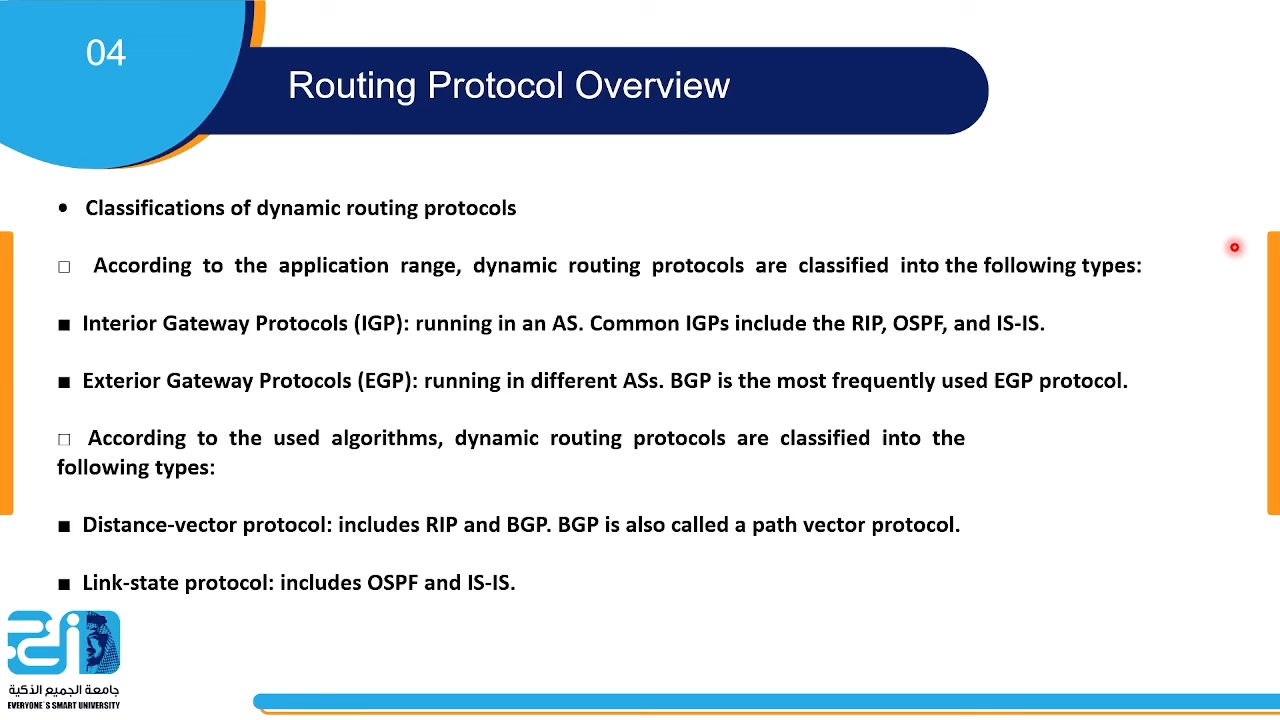 04
Routing Protocol Overview
• Classifications of dynamic routing protocols
□ According to the application range, dynamic routing protocols are classified into the following types:
■ Interior Gateway Protocols (IGP): running in an AS. Common IGPs include the RIP, OSPF, and IS-IS.
■ Exterior Gateway Protocols (EGP): running in different ASs. BGP is the most frequently used EGP protocol.
□ According to the used algorithms, dynamic routing protocols are classified into the
following types:
■ Distance-vector protocol: includes RIP and BGP. BGP is also called a path vector protocol.
■ Link-state protocol: includes OSPF and IS-IS.
جامعة الجميع الذكية
EVERYONE`S SMART UNIVERSITY